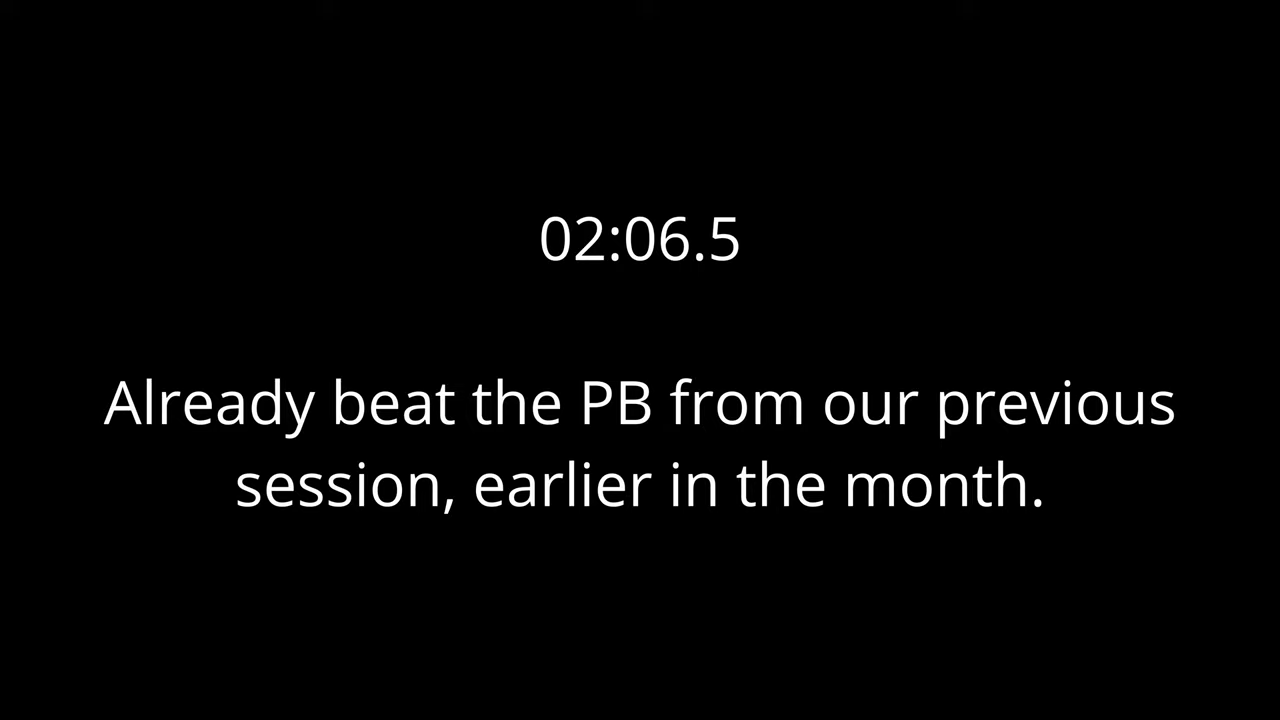 02:06.5
Already beat the PB from our previous
session, earlier in the month.